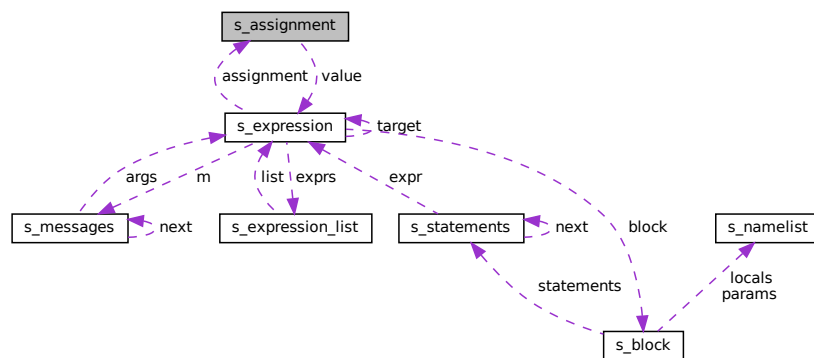 s_assignment
assignment
value
s_expression
target
args
m
list
exprs
expr
block
s_messages
next
s_expression_list
s_statements
next
s_namelist
statements
locals
params
s_block